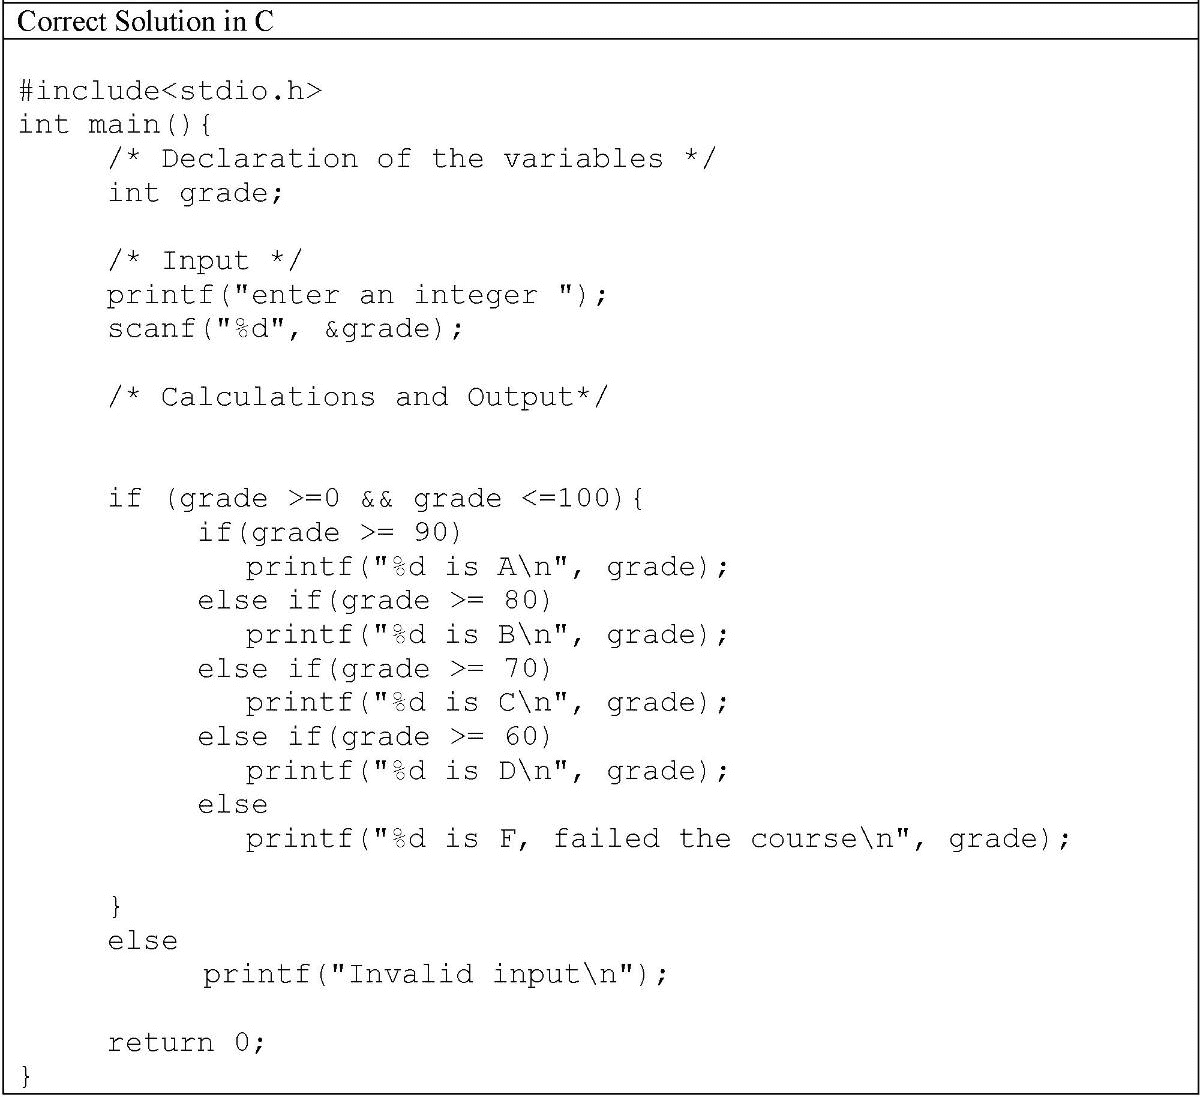 Correct Solution in C
#include<stdio.h>
int main(){
/* Declaration of the variables */
int grade;
/* Input */
printf("enter an integer ");
scanf("%d", &grade);
/* Calculations and Output*/
if (grade >=0 && grade <=100){
if(grade >= 90)
printf("%d is A\n", grade);
else if(grade >= 80)
printf("%d is B\n", grade);
else if(grade >= 70)
printf("%d is C\n", grade);
else if(grade >= 60)
printf("%d is D\n", grade);
else
printf("%d is F, failed the course\n", grade);
}
else
printf("Invalid input\n");
return 0;
}